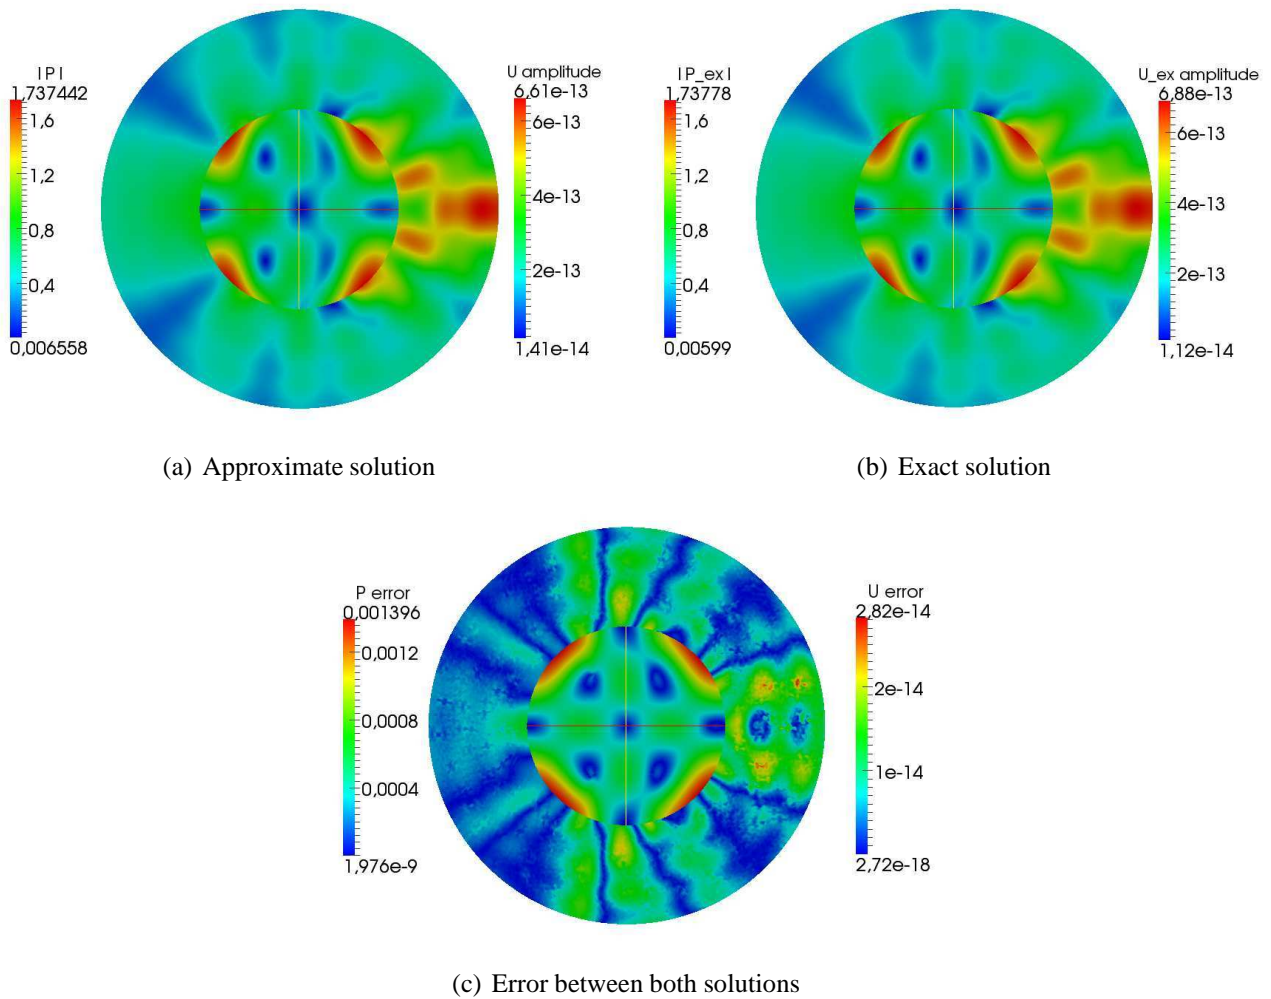 |P|
1,737442
1,6
1,2
0,8
0,4
0,006558
U amplitude
6,61e-13
6e-13
4e-13
2e-13
1,41e-14
|P_ex|
1,73778
1,6
1,2
0,8
0,4
0,00599
U_ex amplitude
6,88e-13
6e-13
4e-13
2e-13
1,12e-14
(a) Approximate solution
(b) Exact solution
P error
0,001396
0,0012
0,0008
0,0004
1,976e-9
U error
2,82e-14
2e-14
1e-14
2,72e-18
(c) Error between both solutions